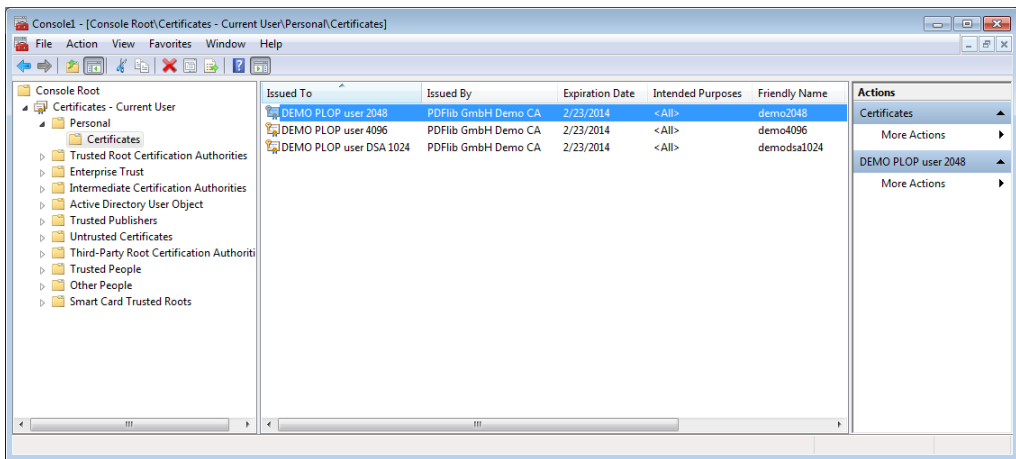 Console1 - [Console Root\Certificates - Current User\Personal\Certificates]
File Action View Favorites Window Help
Console Root
Certificates - Current User
Personal
Certificates
Trusted Root Certification Authorities
Enterprise Trust
Intermediate Certification Authorities
Active Directory User Object
Trusted Publishers
Untrusted Certificates
Third-Party Root Certification Authoriti
Trusted People
Other People
Smart Card Trusted Roots
Issued To Issued By Expiration Date Intended Purposes Friendly Name
DEMO PLOP user 2048 PDFlib GmbH Demo CA 2/23/2014 <All> demo2048
DEMO PLOP user 4096 PDFlib GmbH Demo CA 2/23/2014 <All> demo4096
DEMO PLOP user DSA 1024 PDFlib GmbH Demo CA 2/23/2014 <All> demodsa1024
Actions
Certificates
More Actions
DEMO PLOP user 2048
More Actions